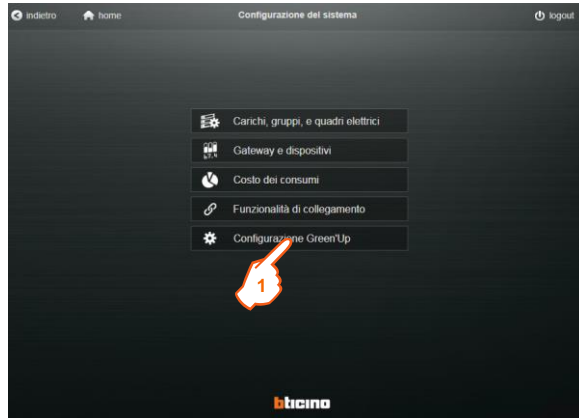 indietro home Configurazione del sistema logout
Carichi, gruppi, e quadri elettrici
Gateway e dispositivi
Costo dei consumi
Funzionalità di collegamento
Configurazione Green'Up
1
bticino